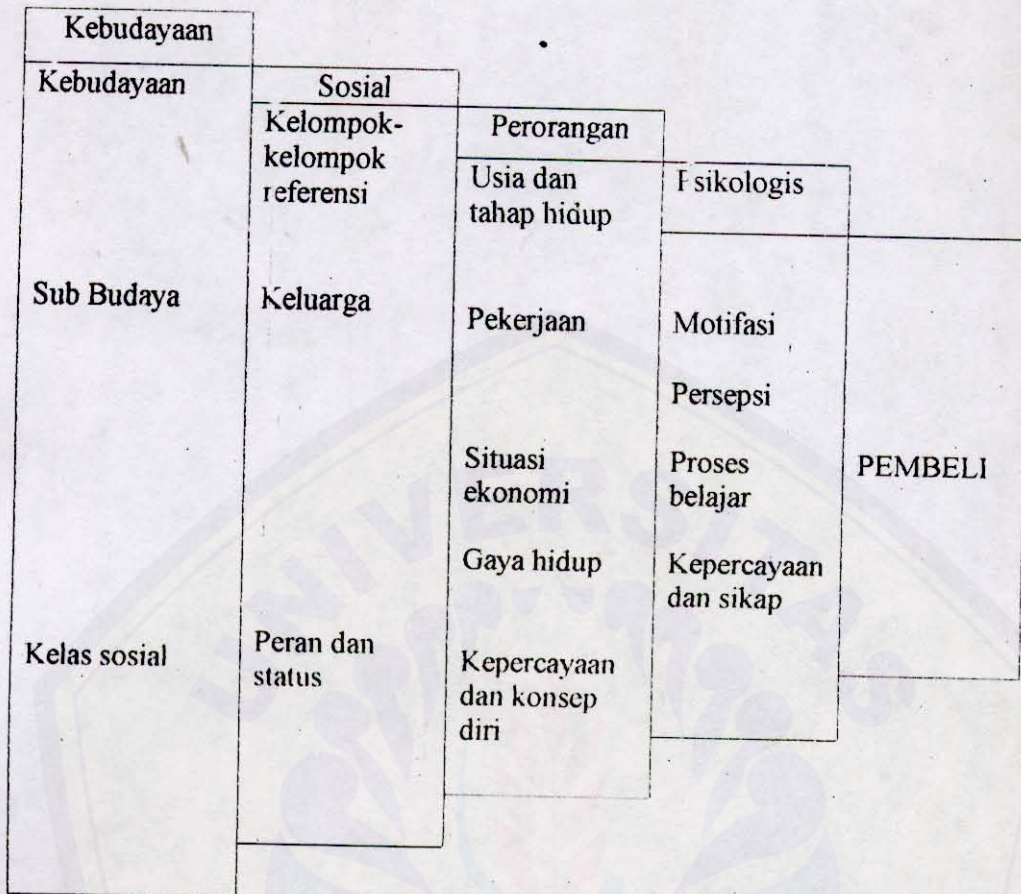 Kebudayaan
Kebudayaan
Sub Budaya
Kelas sosial
Sosial
Kelompok-
kelompok
referensi
Keluarga
Peran dan
status
Perorangan
Usia dan
tahap hidup
Pekerjaan
Situasi
ekonomi
Gaya hidup
Kepercayaan
dan konsep
diri
Psikologis
Motifasi
Persepsi
Proses
belajar
Kepercayaan
dan sikap
PEMBELI
UNIVERSITAS